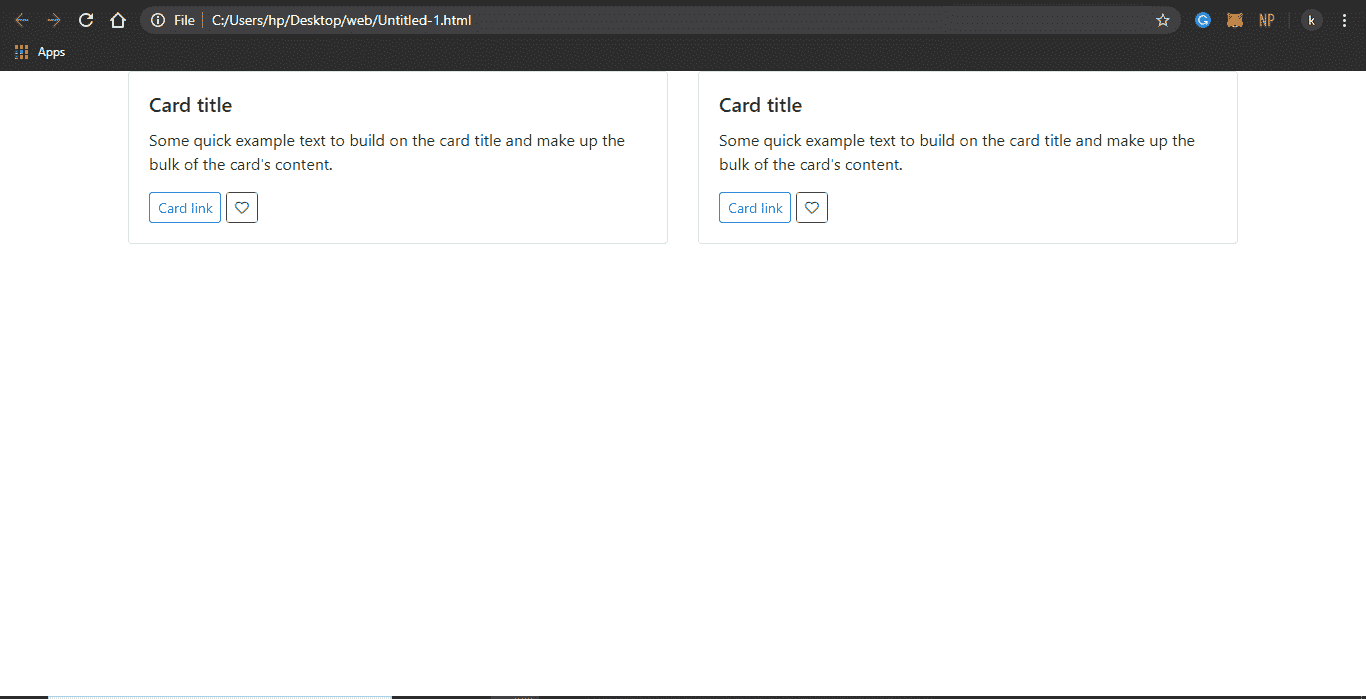 File C:/Users/hp/Desktop/web/Untitled-1.html
NP
k
Apps
Card title
Some quick example text to build on the card title and make up the
bulk of the card's content.
Card link
Card title
Some quick example text to build on the card title and make up the
bulk of the card's content.
Card link